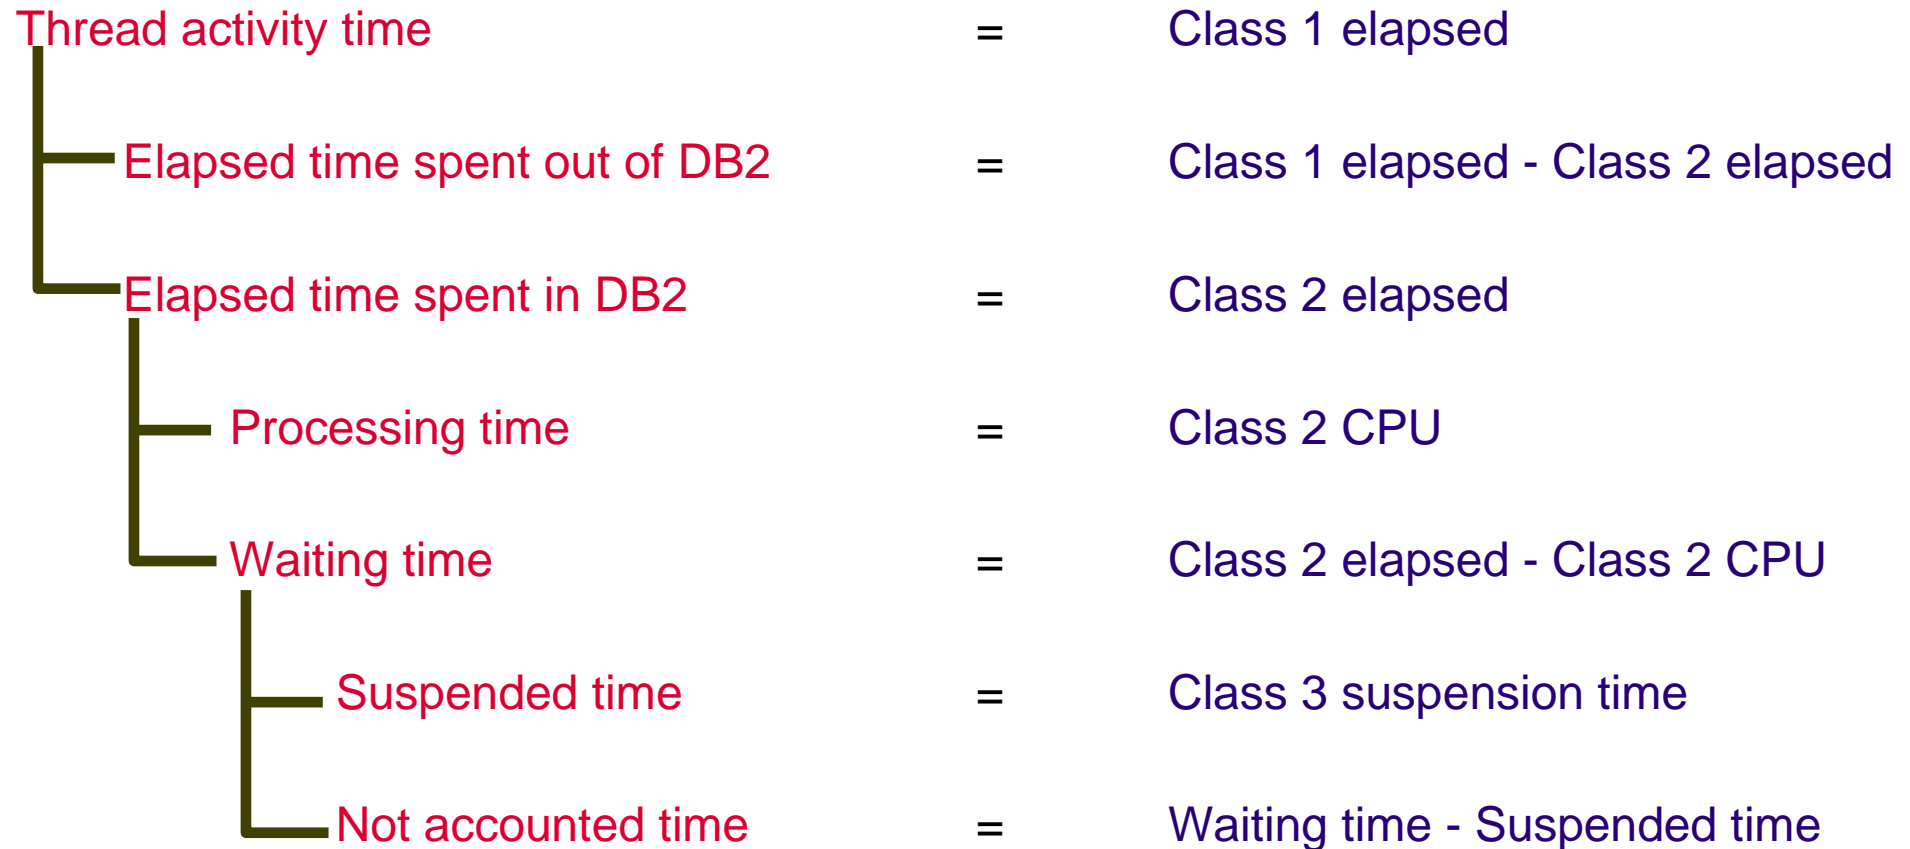 Thread activity time = Class 1 elapsed
Elapsed time spent out of DB2 = Class 1 elapsed - Class 2 elapsed
Elapsed time spent in DB2 = Class 2 elapsed
Processing time = Class 2 CPU
Waiting time = Class 2 elapsed - Class 2 CPU
Suspended time = Class 3 suspension time
Not accounted time = Waiting time - Suspended time